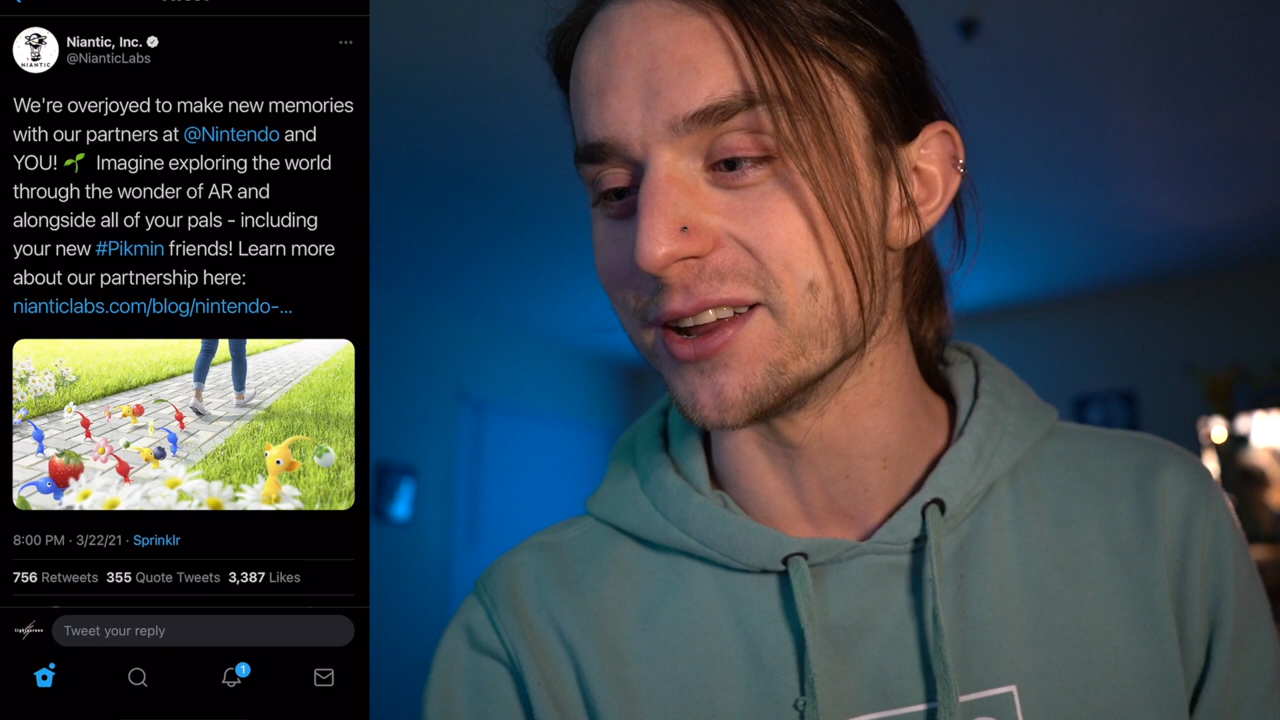 Niantic, Inc.
@NianticLabs
NIANTIC
We're overjoyed to make new memories
with our partners at @Nintendo and
YOU! 🌱 Imagine exploring the world
through the wonder of AR and
alongside all of your pals - including
your new #Pikmin friends! Learn more
about our partnership here:
nianticlabs.com/blog/nintendo-...
8:00 PM · 3/22/21 · Sprinklr
756 Retweets 355 Quote Tweets 3,387 Likes
Tweet your reply
1